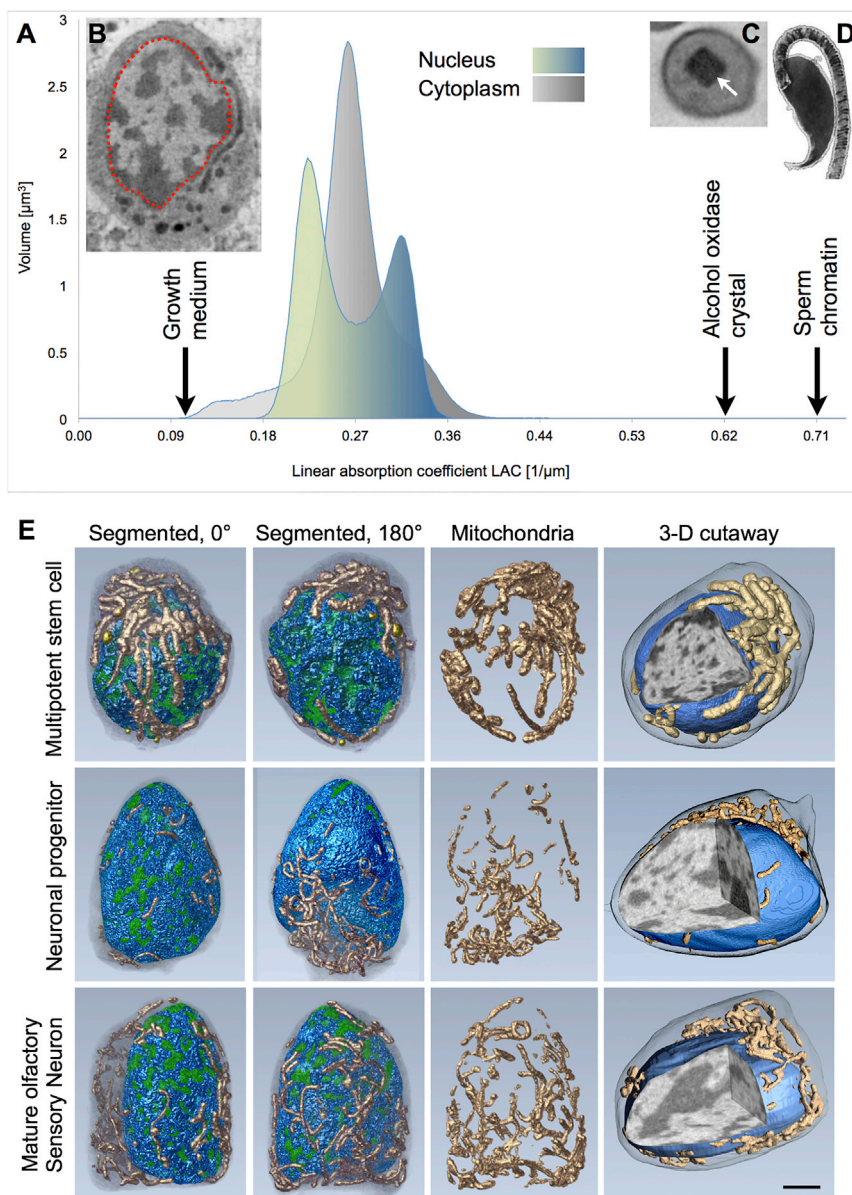 A
B
C
D
Nucleus
Cytoplasm
3
2.5
2
1.5
1
0.5
0
Volume [µm³]
Growth
medium
Alcohol oxidase
crystal
Sperm
chromatin
0.00 0.09 0.18 0.27 0.36 0.44 0.53 0.62 0.71
Linear absorption coefficient LAC [1/µm]
E
Segmented, 0° Segmented, 180° Mitochondria 3-D cutaway
Multipotent stem cell
Neuronal progenitor
Mature olfactory
Sensory Neuron